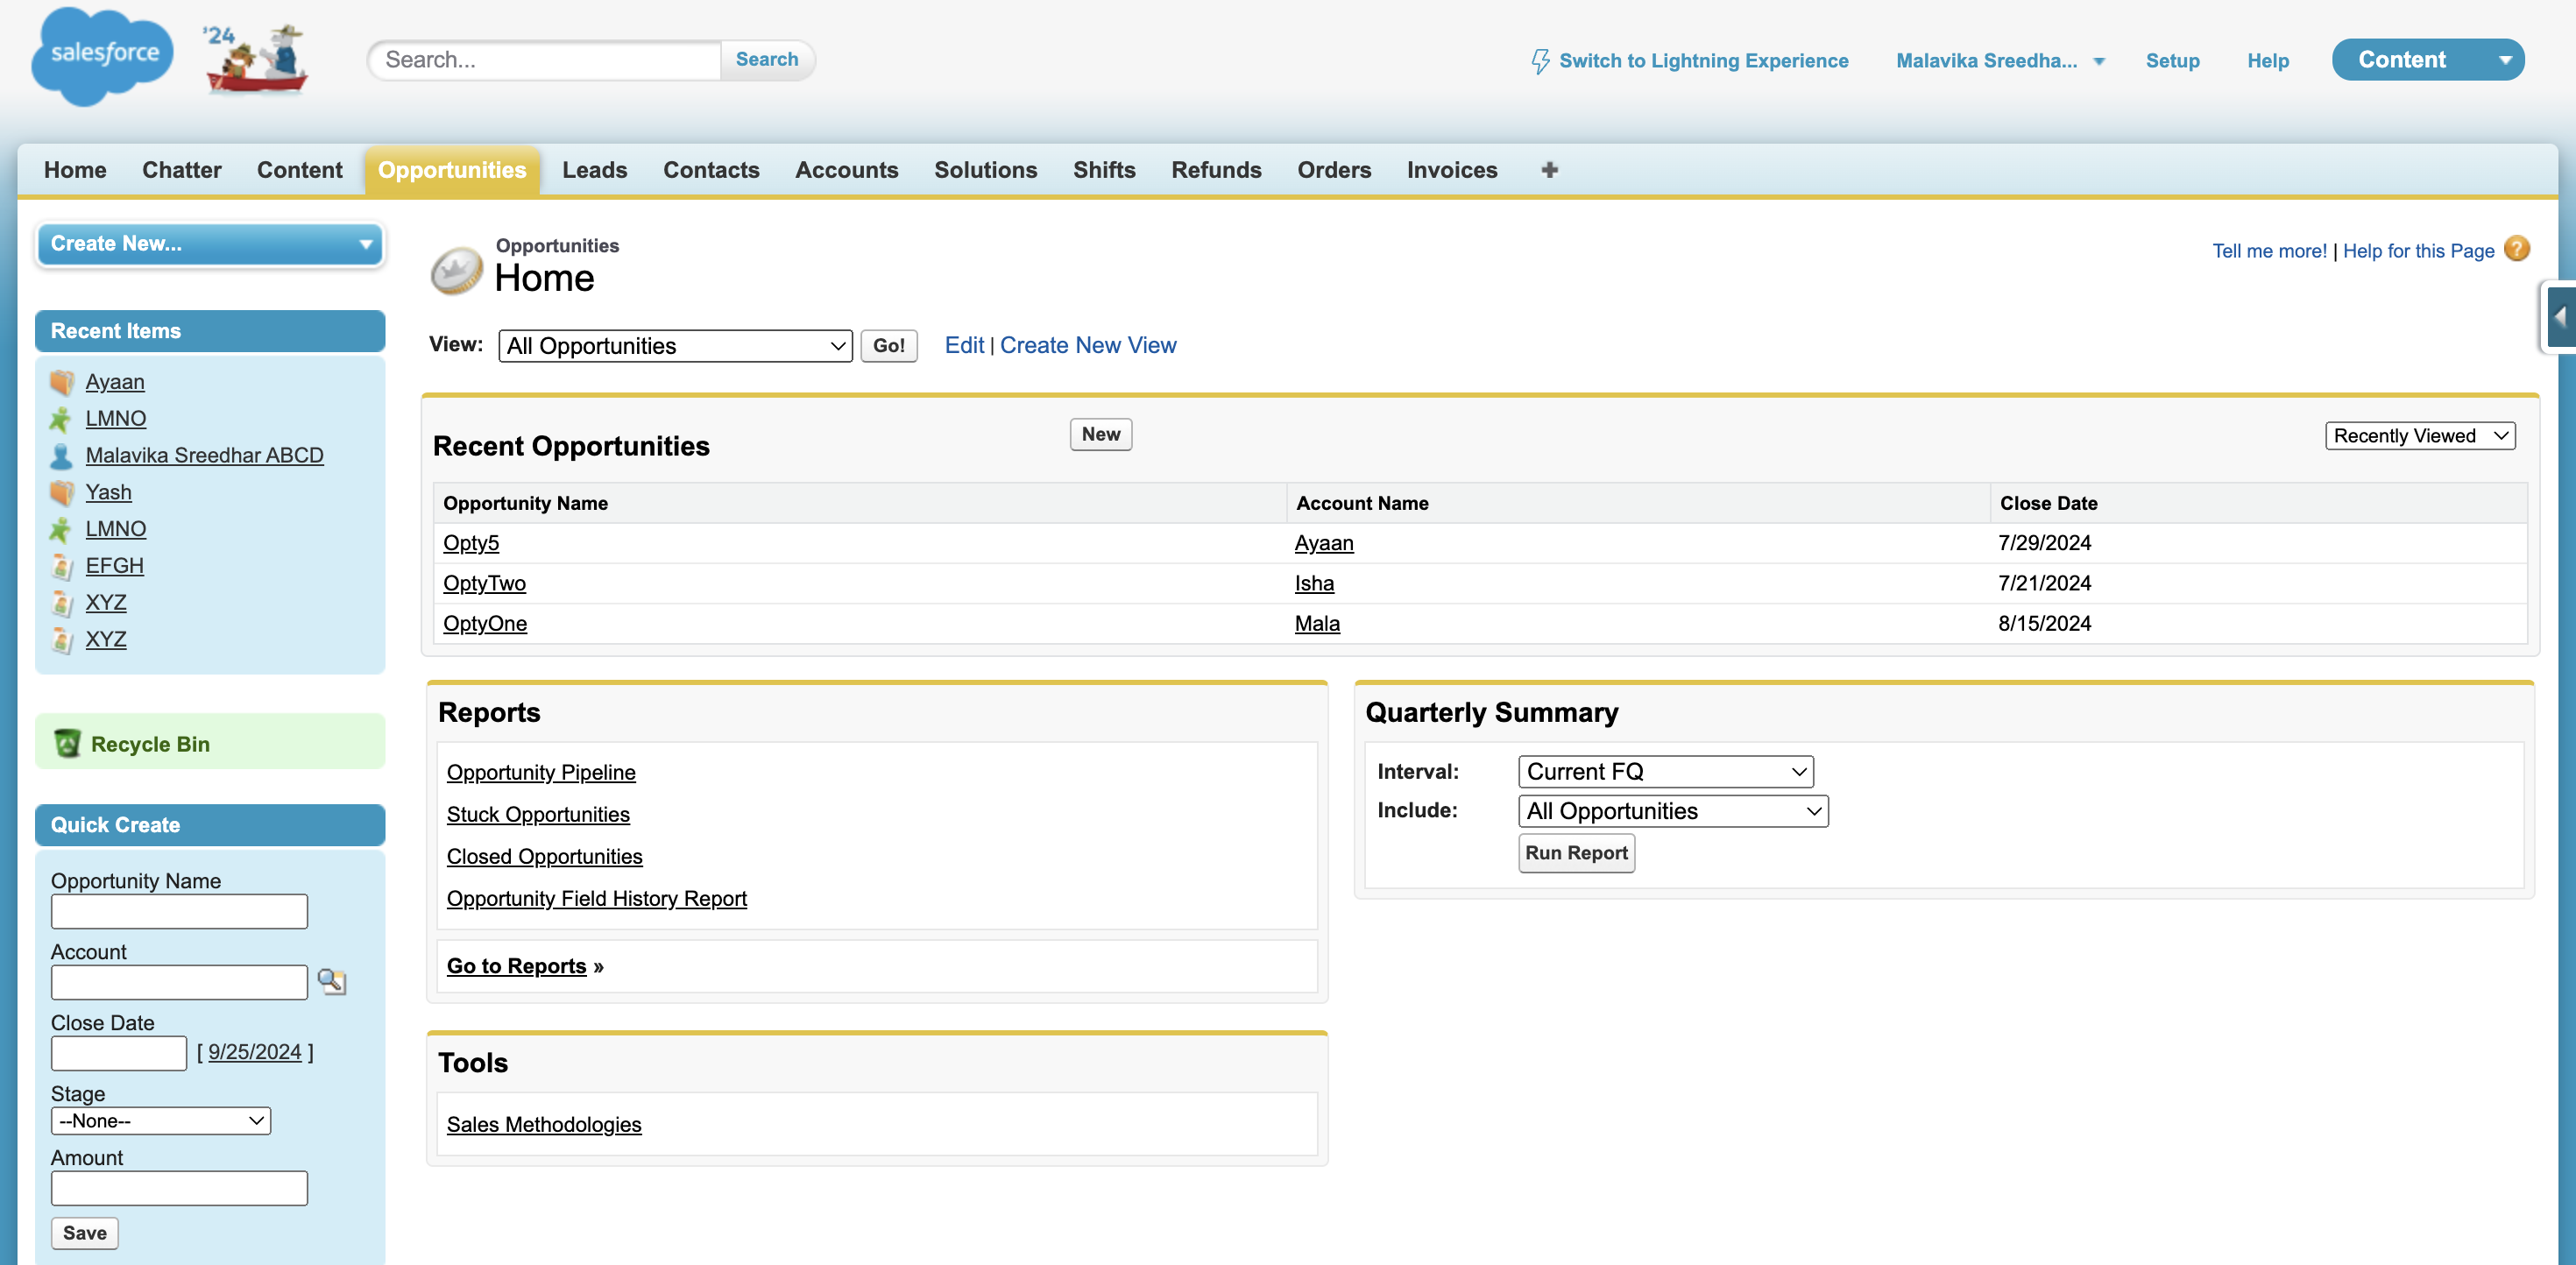 salesforce
'24
Search...
Search
Switch to Lightning Experience
Malavika Sreedha...
Setup
Help
Content
Home
Chatter
Content
Opportunities
Leads
Contacts
Accounts
Solutions
Shifts
Refunds
Orders
Invoices
Create New...
Recent Items
Ayaan
LMNO
Malavika Sreedhar ABCD
Yash
LMNO
EFGH
XYZ
XYZ
Recycle Bin
Quick Create
Opportunity Name
Account
Close Date
[ 9/25/2024 ]
Stage
--None--
Amount
Save
Opportunities
Home
Tell me more! | Help for this Page
View: All Opportunities Go! Edit | Create New View
Recent Opportunities
New
Recently Viewed
Opportunity Name Account Name Close Date
Opty5 Ayaan 7/29/2024
OptyTwo Isha 7/21/2024
OptyOne Mala 8/15/2024
Reports
Opportunity Pipeline
Stuck Opportunities
Closed Opportunities
Opportunity Field History Report
Go to Reports »
Quarterly Summary
Interval: Current FQ
Include: All Opportunities
Run Report
Tools
Sales Methodologies